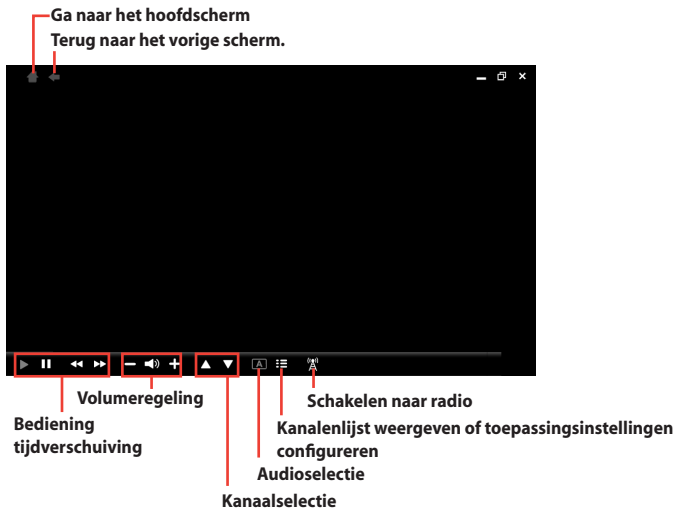 Ga naar het hoofdscherm
Terug naar het vorige scherm.
A
Volumeregeling
Schakelen naar radio
Bediening
tijdverschuiving
Kanalenlijst weergeven of toepassingsinstellingen
configureren
Audioselectie
Kanaalselectie